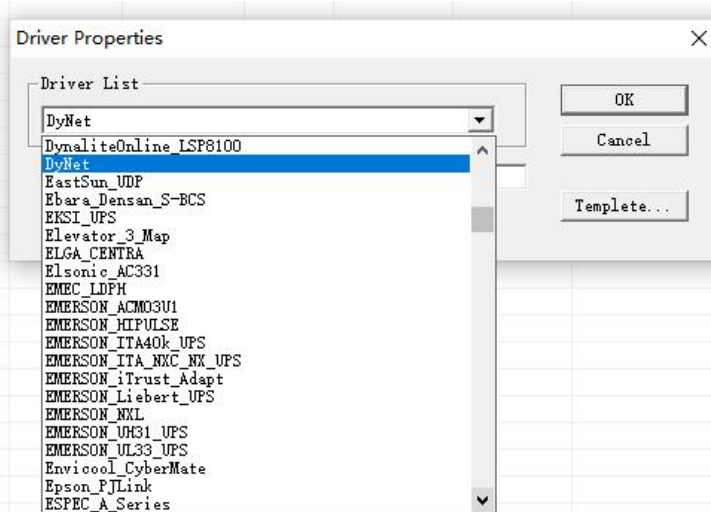 Driver Properties
Driver List
DyNet
OK
Cancel
Templete...
DynaliteOnline_LSP8100
DyNet
EastSun_UDP
Ebara_Densan_S-BCS
EKSI_UPS
Elevator_3_Map
ELGA_CENTRA
Elsonic_AC331
EMEC_LDPH
EMERSON_ACM03U1
EMERSON_HIPULSE
EMERSON_ITA40k_UPS
EMERSON_ITA_NXC_NX_UPS
EMERSON_iTrust_Adapt
EMERSON_Liebert_UPS
EMERSON_NXL
EMERSON_UH31_UPS
EMERSON_UL33_UPS
Envicool_CyberMate
Epson_PJLink
ESPEC_A_Series